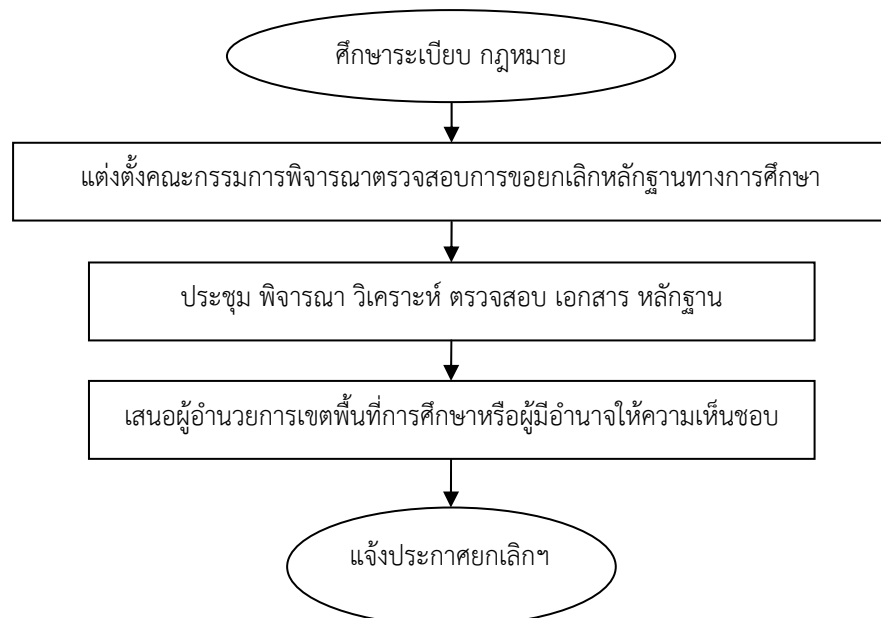 ศึกษาระเบียบ กฎหมาย
แต่งตั้งคณะกรรมการพิจารณาตรวจสอบการขอยกเลิกหลักฐานทางการศึกษา
ประชุม พิจารณา วิเคราะห์ ตรวจสอบ เอกสาร หลักฐาน
เสนอผู้อำนวยการเขตพื้นที่การศึกษาหรือผู้มีอำนาจให้ความเห็นชอบ
แจ้งประกาศยกเลิกฯ